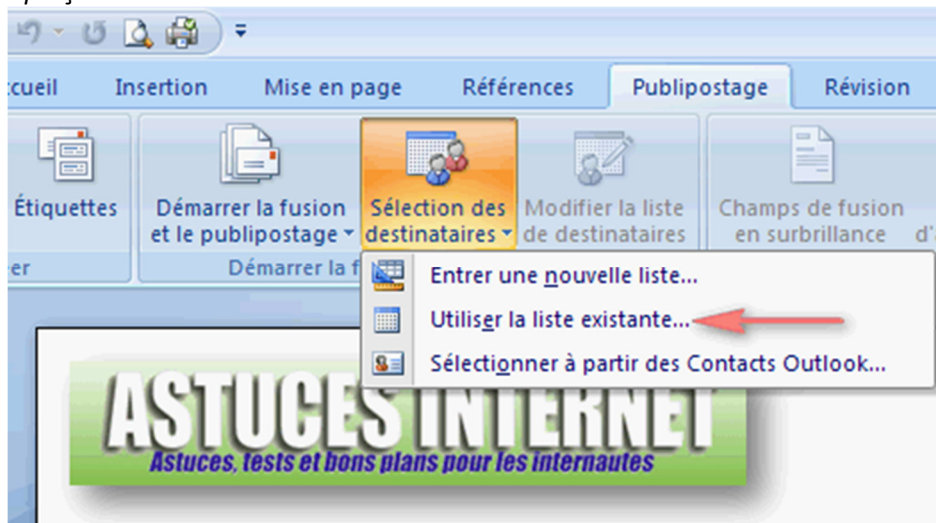 ccueil Insertion Mise en page Références Publipostage Révision
Étiquettes Démarrer la fusion Sélection des Modifier la liste Champs de fusion
et le publipostage destinataires de destinataires en surbrillance d'
er Démarrer la f
Entrer une nouvelle liste...
Utiliser la liste existante...
Sélectionner à partir des Contacts Outlook...
ASTUCES INTERNET
Astuces, tests et bons plans pour les internautes